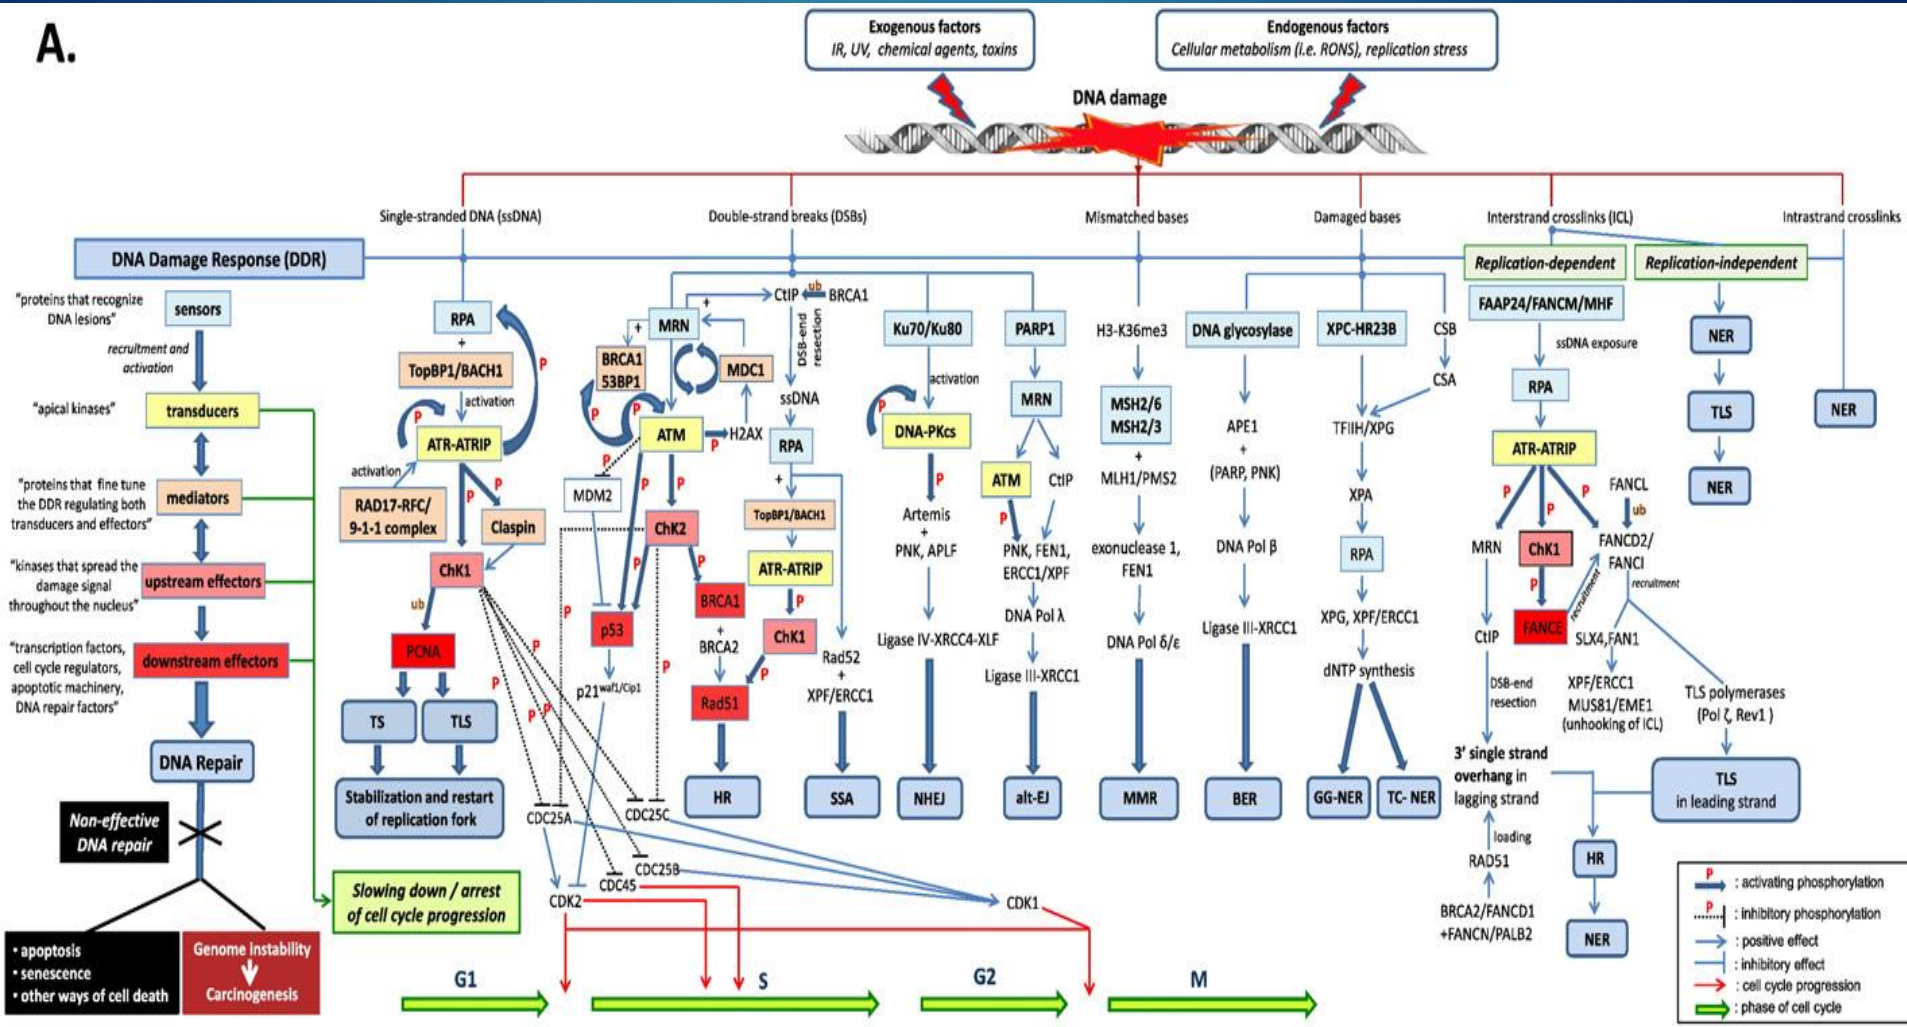 A.
Exogenous factors
IR, UV, chemical agents, toxins
Endogenous factors
Cellular metabolism (i.e. RONS), replication stress
DNA damage
Single-stranded DNA (ssDNA)
Double-strand breaks (DSBs)
Mismatched bases
Damaged bases
Interstrand crosslinks (ICL)
Intrastrand crosslinks
DNA Damage Response (DDR)
Replication-dependent
Replication-independent
"proteins that recognize
DNA lesions"
sensors
recruitment and
activation
"apical kinases"
transducers
"proteins that fine tune
the DDR regulating both
transducers and effectors"
mediators
"kinases that spread the
damage signal
throughout the nucleus"
upstream effectors
"transcription factors,
cell cycle regulators,
apoptotic machinery,
DNA repair factors"
downstream effectors
DNA Repair
Non-effective
DNA repair
• apoptosis
• senescence
• other ways of cell death
Genome instability
Carcinogenesis
Slowing down / arrest
of cell cycle progression
RPA
+
TopBP1/BACH1
activation
P
P
ATR-ATRIP
activation
RAD17-RFC/
9-1-1 complex
P
P
Claspin
ChK1
ub
PCNA
TS
TLS
Stabilization and restart
of replication fork
P
P
P
P
P
P
MRN
+
+
CtIP
ub
BRCA1
BRCA1
53BP1
MDC1
DSB-end
resection
ssDNA
P
P
ATM
P
H2AX
RPA
P
MDM2
P
P
ChK2
+
TopBP1/BACH1
ATR-ATRIP
P
P
BRCA1
P
p53
+
BRCA2
ChK1
P
Rad51
p21waf1/Cip1
Rad52
+
XPF/ERCC1
HR
SSA
Ku70/Ku80
activation
P
DNA-PKcs
P
Artemis
+
PNK, APLF
Ligase IV-XRCC4-XLF
NHEJ
PARP1
MRN
ATM
CtIP
P
PNK, FEN1,
ERCC1/XPF
DNA Pol λ
Ligase III-XRCC1
alt-EJ
H3-K36me3
MSH2/6
MSH2/3
+
MLH1/PMS2
exonuclease 1,
FEN1
DNA Pol δ/ε
MMR
DNA glycosylase
APE1
+
(PARP, PNK)
DNA Pol β
Ligase III-XRCC1
BER
XPC-HR23B
CSB
CSA
TFIIH/XPG
XPA
RPA
XPG, XPF/ERCC1
dNTP synthesis
GG-NER
TC- NER
FAAP24/FANCM/MHF
ssDNA exposure
RPA
ATR-ATRIP
P
P
P
FANCL
ub
MRN
ChK1
FANCD2/
FANCI
P
recruitment
recruitment
FANCE
CtIP
SLX4,FAN1
DSB-end
resection
XPF/ERCC1
MUS81/EME1
(unhooking of ICL)
TLS polymerases
(Pol ζ, Rev1 )
3' single strand
overhang in
lagging strand
TLS
in leading strand
loading
RAD51
BRCA2/FANCD1
+FANCN/PALB2
HR
NER
NER
TLS
NER
NER
CDC25A
CDC25C
CDC25B
CDC45
CDK2
CDK1
G1
S
G2
M
P
: activating phosphorylation
P
: inhibitory phosphorylation
: positive effect
: inhibitory effect
: cell cycle progression
: phase of cell cycle